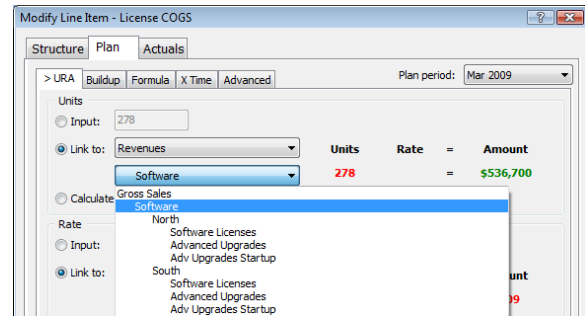 Modify Line Item - License COGS
Structure Plan Actuals
> URA Buildup Formula X Time Advanced Plan period: Mar 2009
Units
Input: 278
Link to: Revenues Units Rate = Amount
Software 278 = $536,700
Calculate
Gross Sales
Software
Rate
North
Input:
Software Licenses
Advanced Upgrades
Adv Upgrades Startup
Link to:
South
unt
Software Licenses
Advanced Upgrades
09
Adv Upgrades Startup